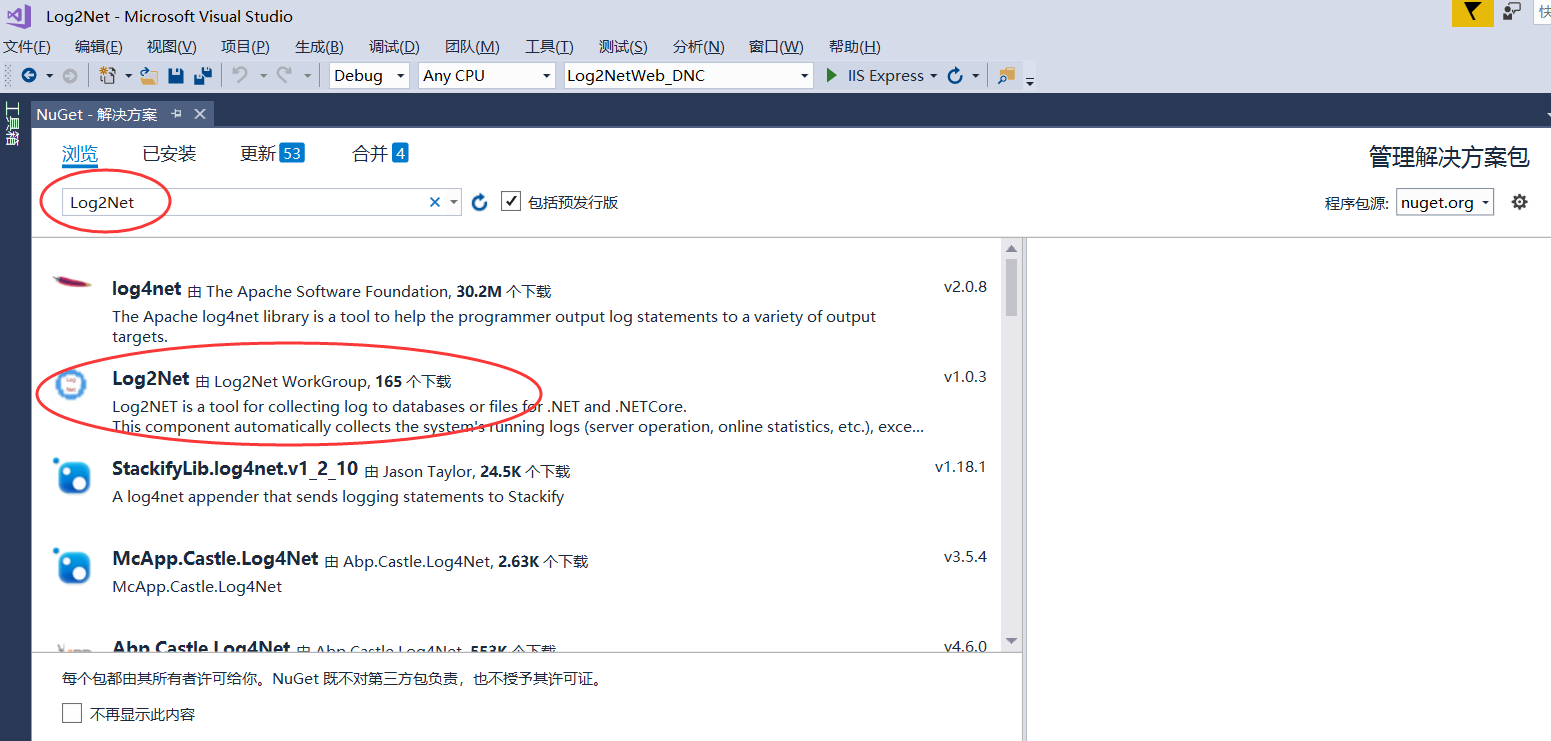 Log2Net - Microsoft Visual Studio
快
文件(F) 编辑(E) 视图(V) 项目(P) 生成(B) 调试(D) 团队(M) 工具(T) 测试(S) 分析(N) 窗口(W) 帮助(H)
Debug Any CPU Log2NetWeb_DNC IIS Express
工具箱
NuGet - 解决方案
浏览 已安装 更新 53 合并 4 管理解决方案包
Log2Net 包括预发行版 程序包源: nuget.org
log4net 由 The Apache Software Foundation, 30.2M 个下载 v2.0.8
The Apache log4net library is a tool to help the programmer output log statements to a variety of output
targets.
Log Net
Log2Net 由 Log2Net WorkGroup, 165 个下载 v1.0.3
Log2NET is a tool for collecting log to databases or files for .NET and .NETCore.
This component automatically collects the system's running logs (server operation, online statistics, etc.), exce...
StackifyLib.log4net.v1_2_10 由 Jason Taylor, 24.5K 个下载 v1.18.1
A log4net appender that sends logging statements to Stackify
McApp.Castle.Log4Net 由 Abp.Castle.Log4Net, 2.63K 个下载 v3.5.4
McApp.Castle.Log4Net
Abp.Castle.Log4Net 由 Abp.Castle.Log4Net, 553K 个下载 v4.6.0
每个包都由其所有者许可给你。NuGet 既不对第三方包负责，也不授予其许可证。
不再显示此内容